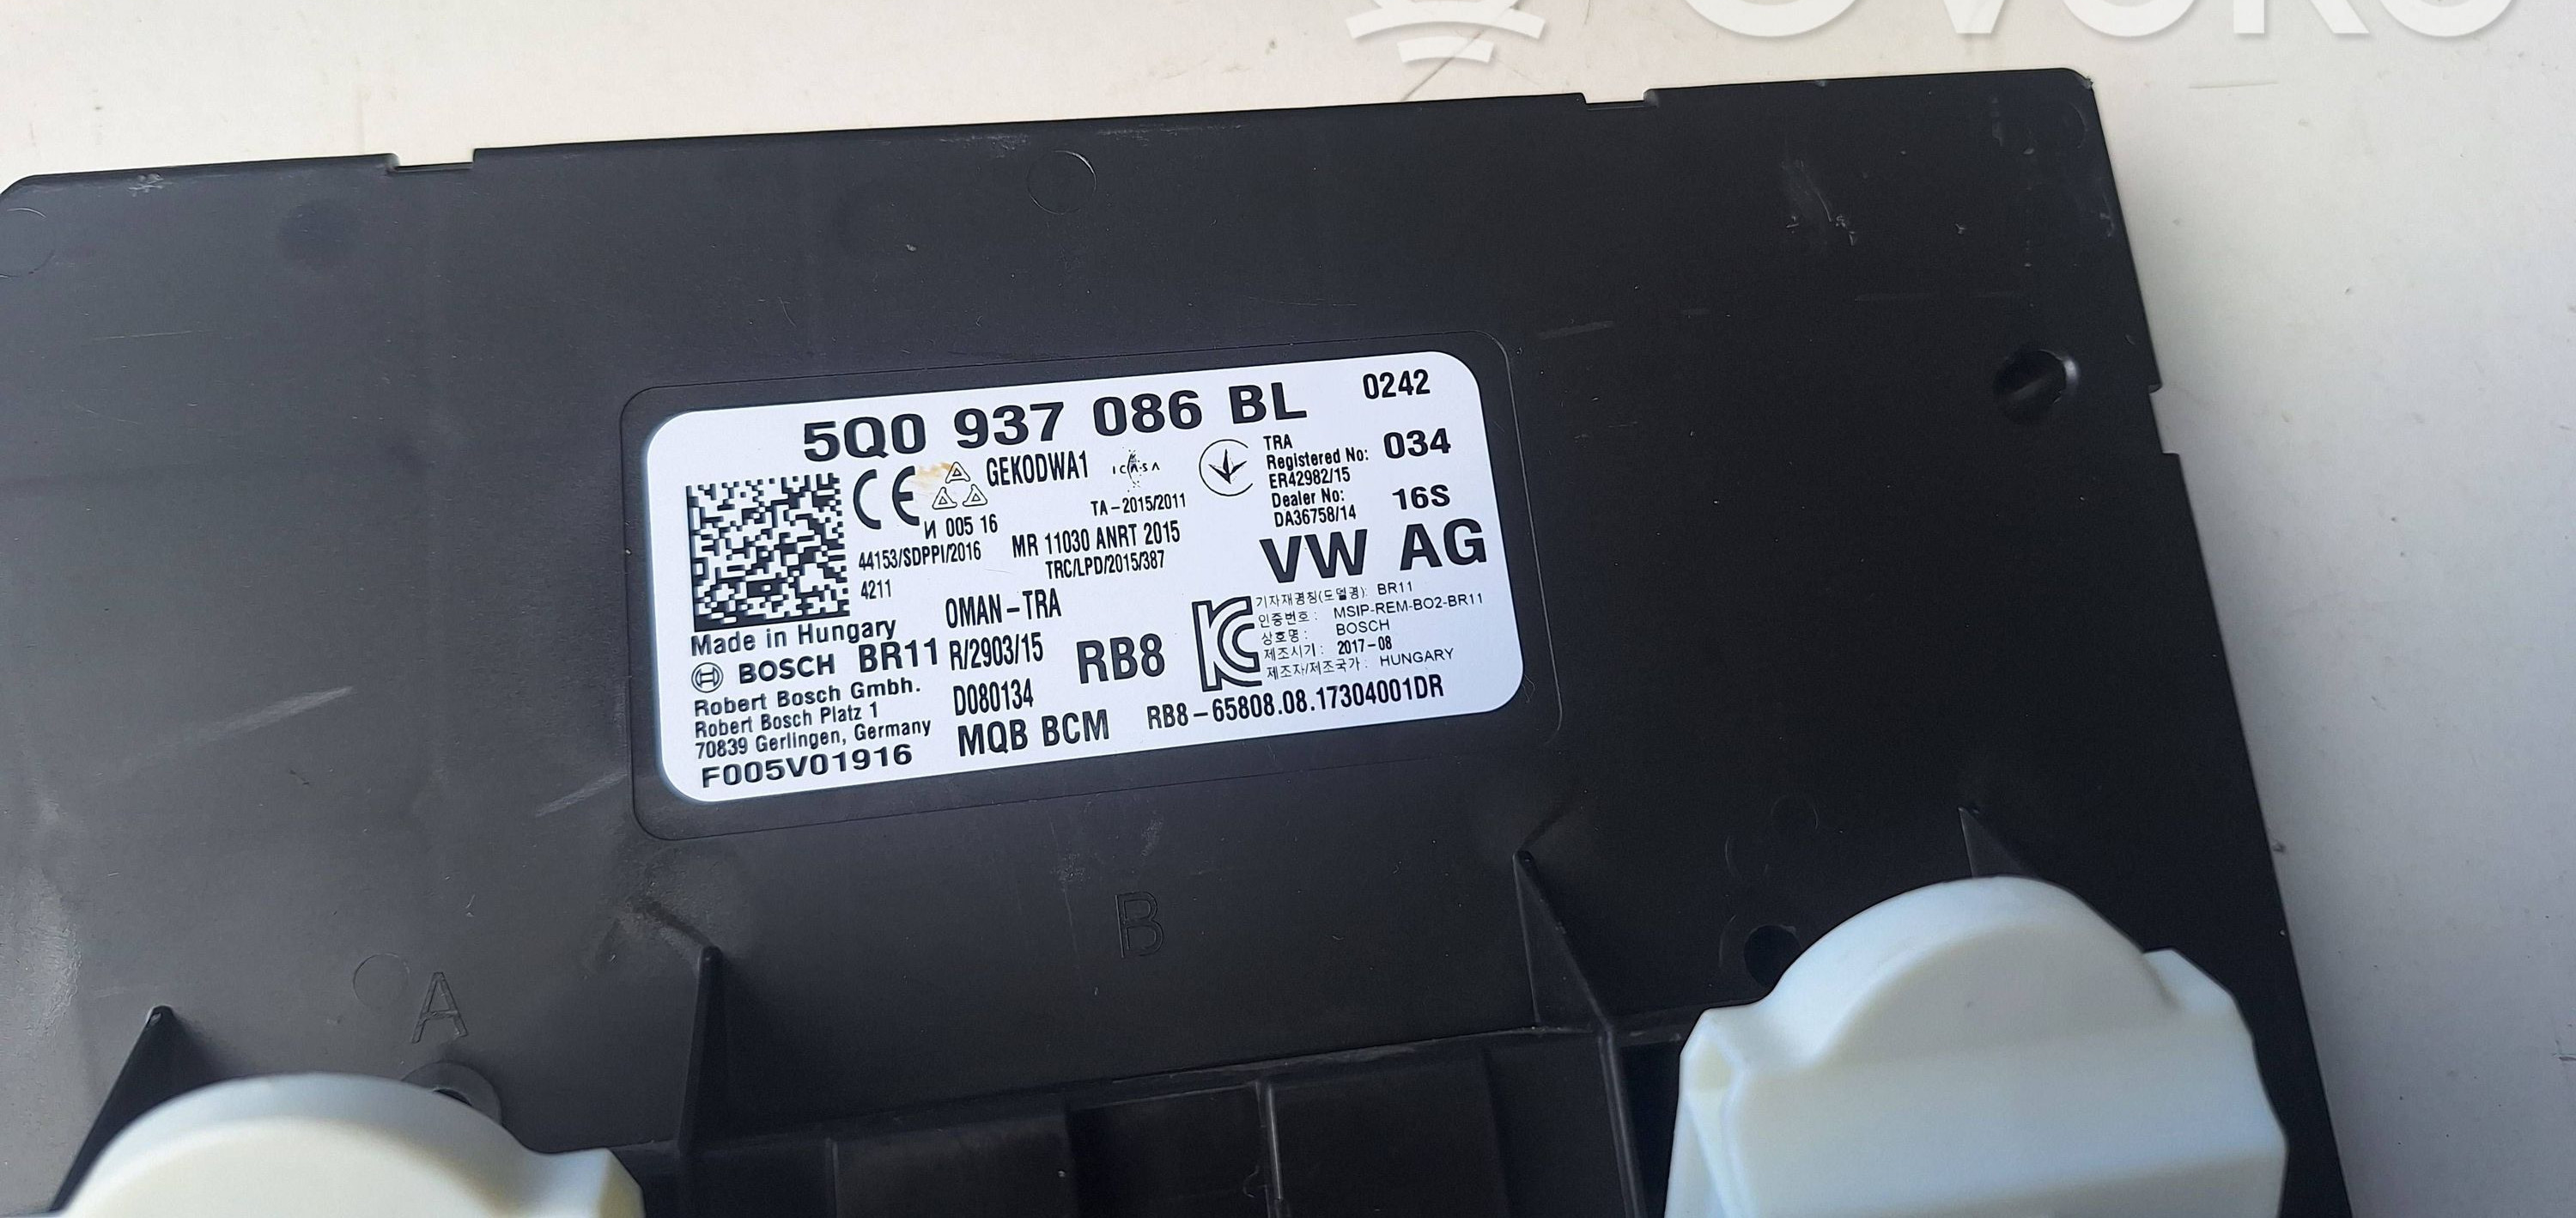 5Q0 937 086 BL 0242
CE GEKODWA1 ICASA
TRA
Registered No: 034
ER42982/15
Dealer No: 16S
DA36758/14
TA-2015/2011
И 005 16
44153/SDPPI/2016
4211
MR 11030 ANRT 2015
TRC/LPD/2015/387
VW AG
OMAN-TRA
R/2903/15
D080134
Made in Hungary
BOSCH BR11
Robert Bosch Gmbh.
Robert Bosch Platz 1
70839 Gerlingen, Germany
F005V01916
RB8
MQB BCM
기자재명칭(모델명): BR11
인증번호: MSIP-REM-BO2-BR11
상호명: BOSCH
제조시기: 2017-08
제조자/제조국가: HUNGARY
RB8-65808.08.17304001DR
B
A